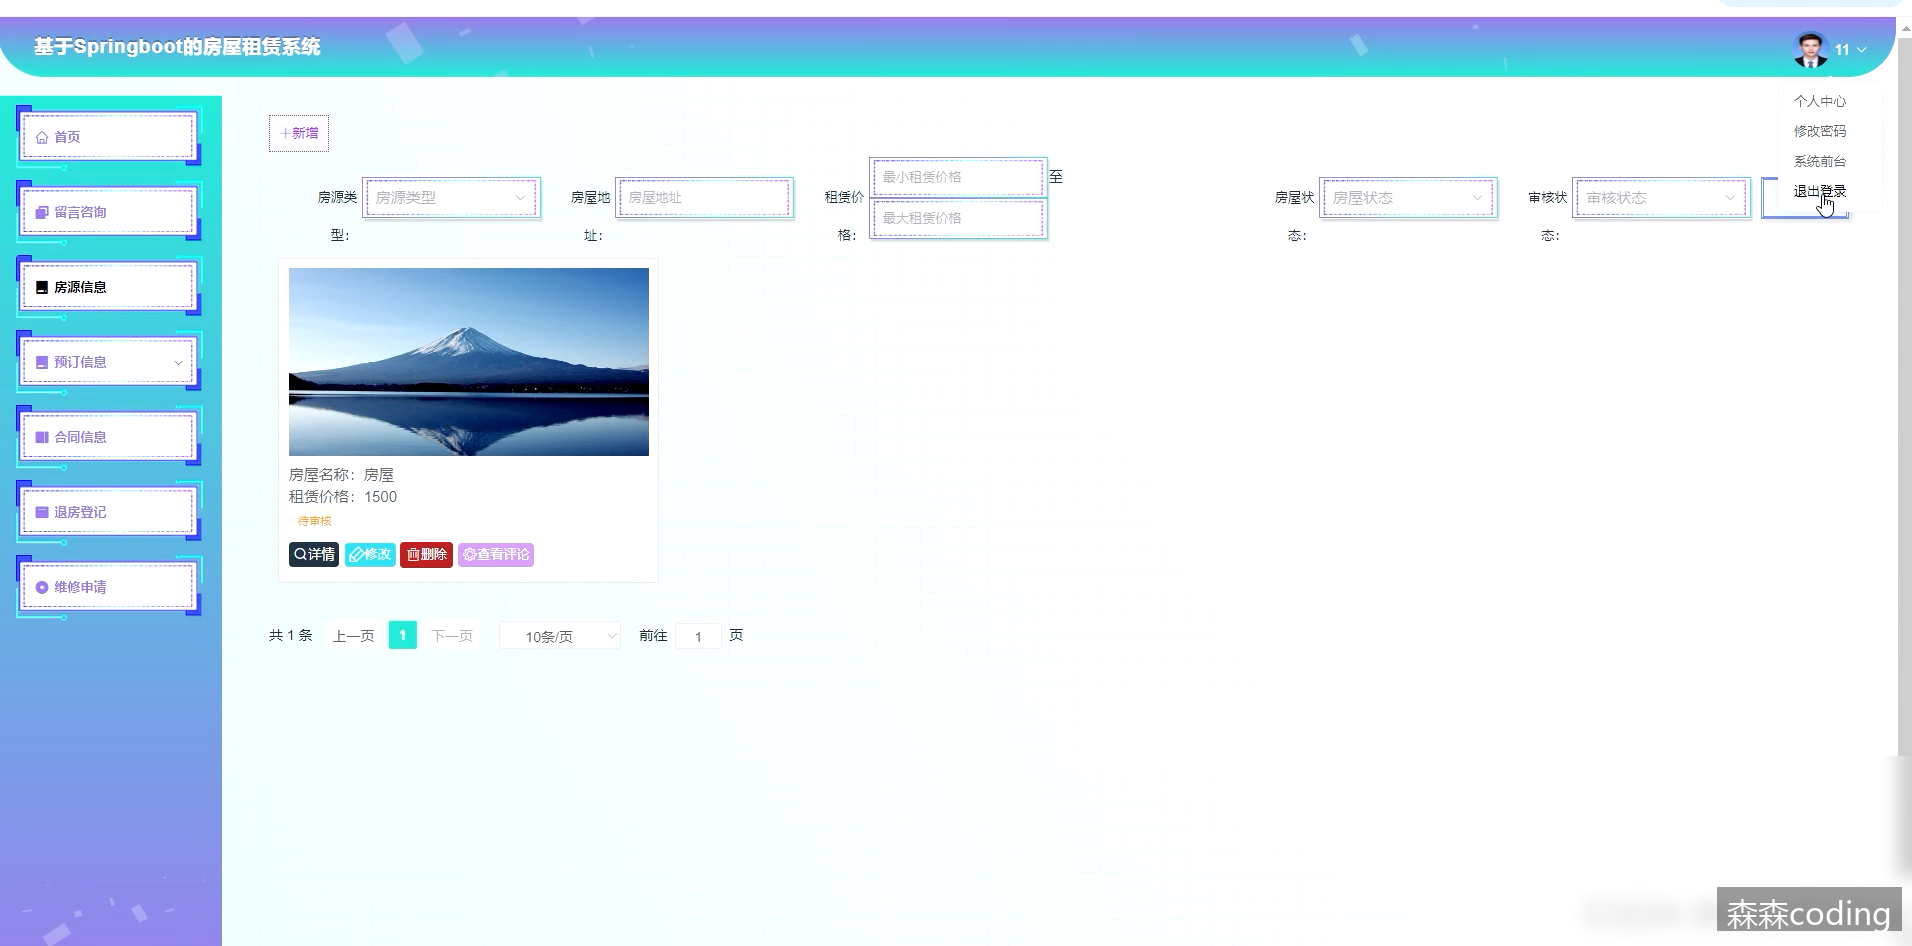 基于Springboot的房屋租赁系统
11
个人中心
修改密码
系统前台
退出登录
首页
留言咨询
房源信息
预订信息
合同信息
退房登记
维修申请
新增
房源类型：
房源类型
房屋地址：
房屋地址
租赁价格：
最小租赁价格
至
最大租赁价格
房屋状态：
房屋状态
审核状态：
审核状态
房屋名称：房屋
租赁价格：1500
待审核
详情 修改 删除 查看评论
共 1 条 上一页 1 下一页 10条/页 前往 1 页
森森coding